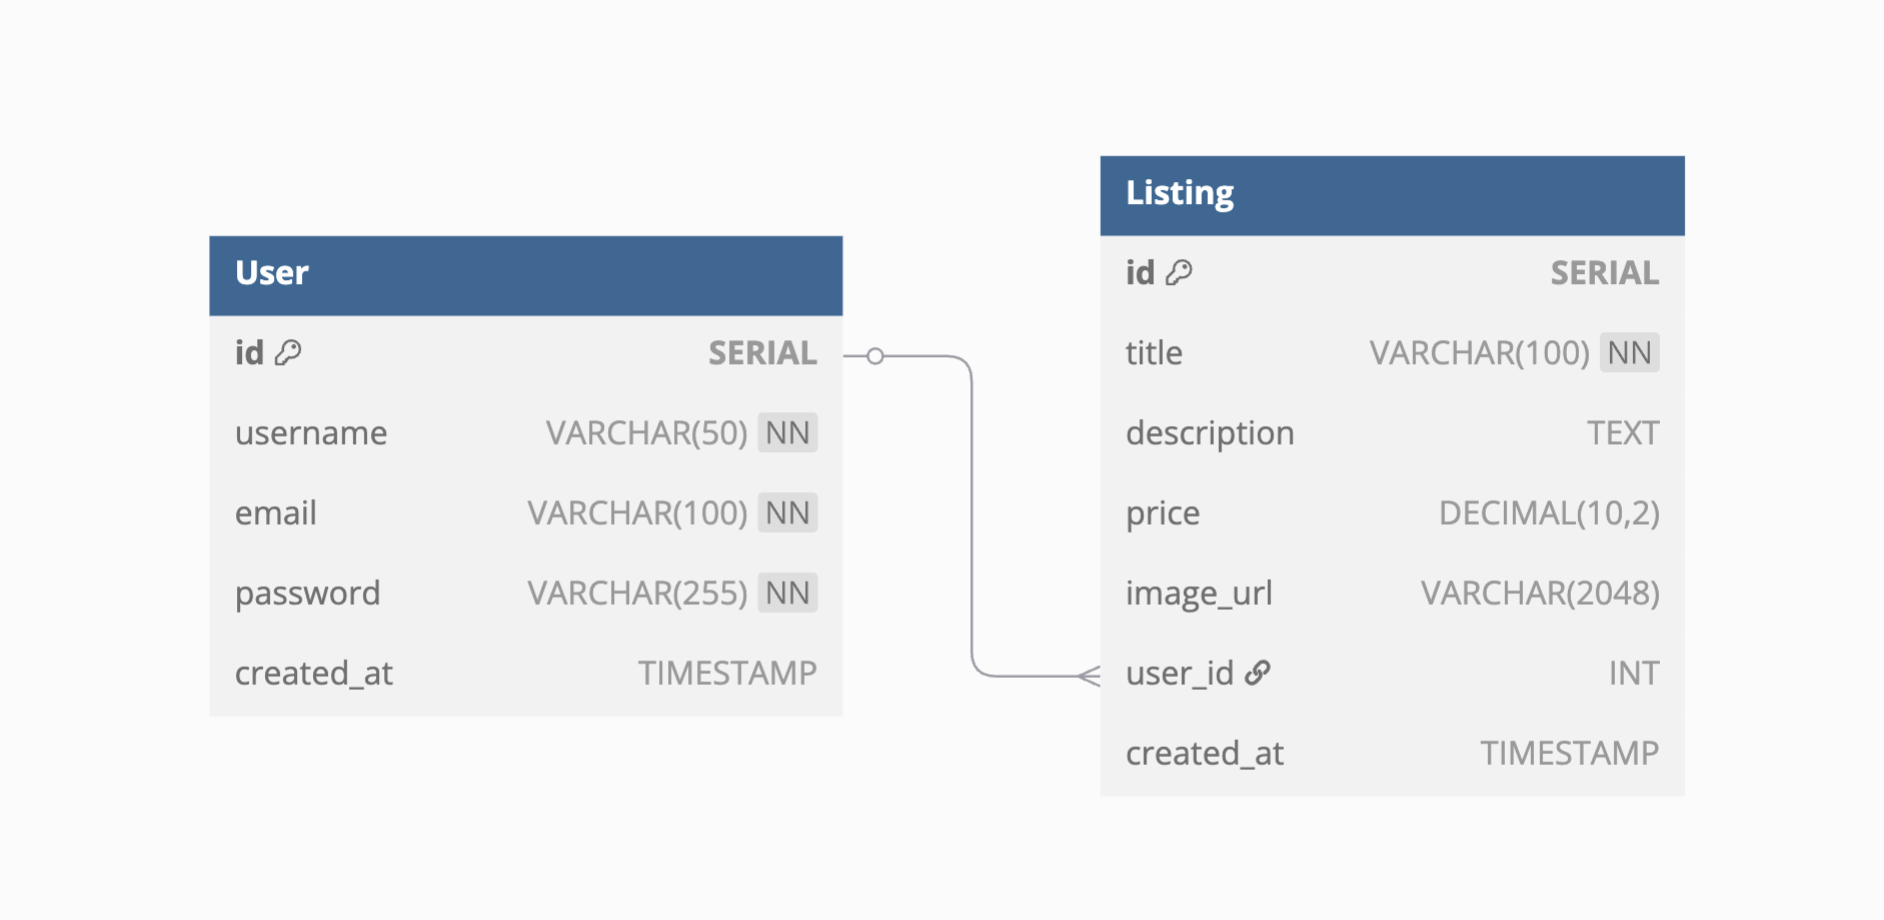 User
id SERIAL
username VARCHAR(50) NN
email VARCHAR(100) NN
password VARCHAR(255) NN
created_at TIMESTAMP
Listing
id SERIAL
title VARCHAR(100) NN
description TEXT
price DECIMAL(10,2)
image_url VARCHAR(2048)
user_id INT
created_at TIMESTAMP